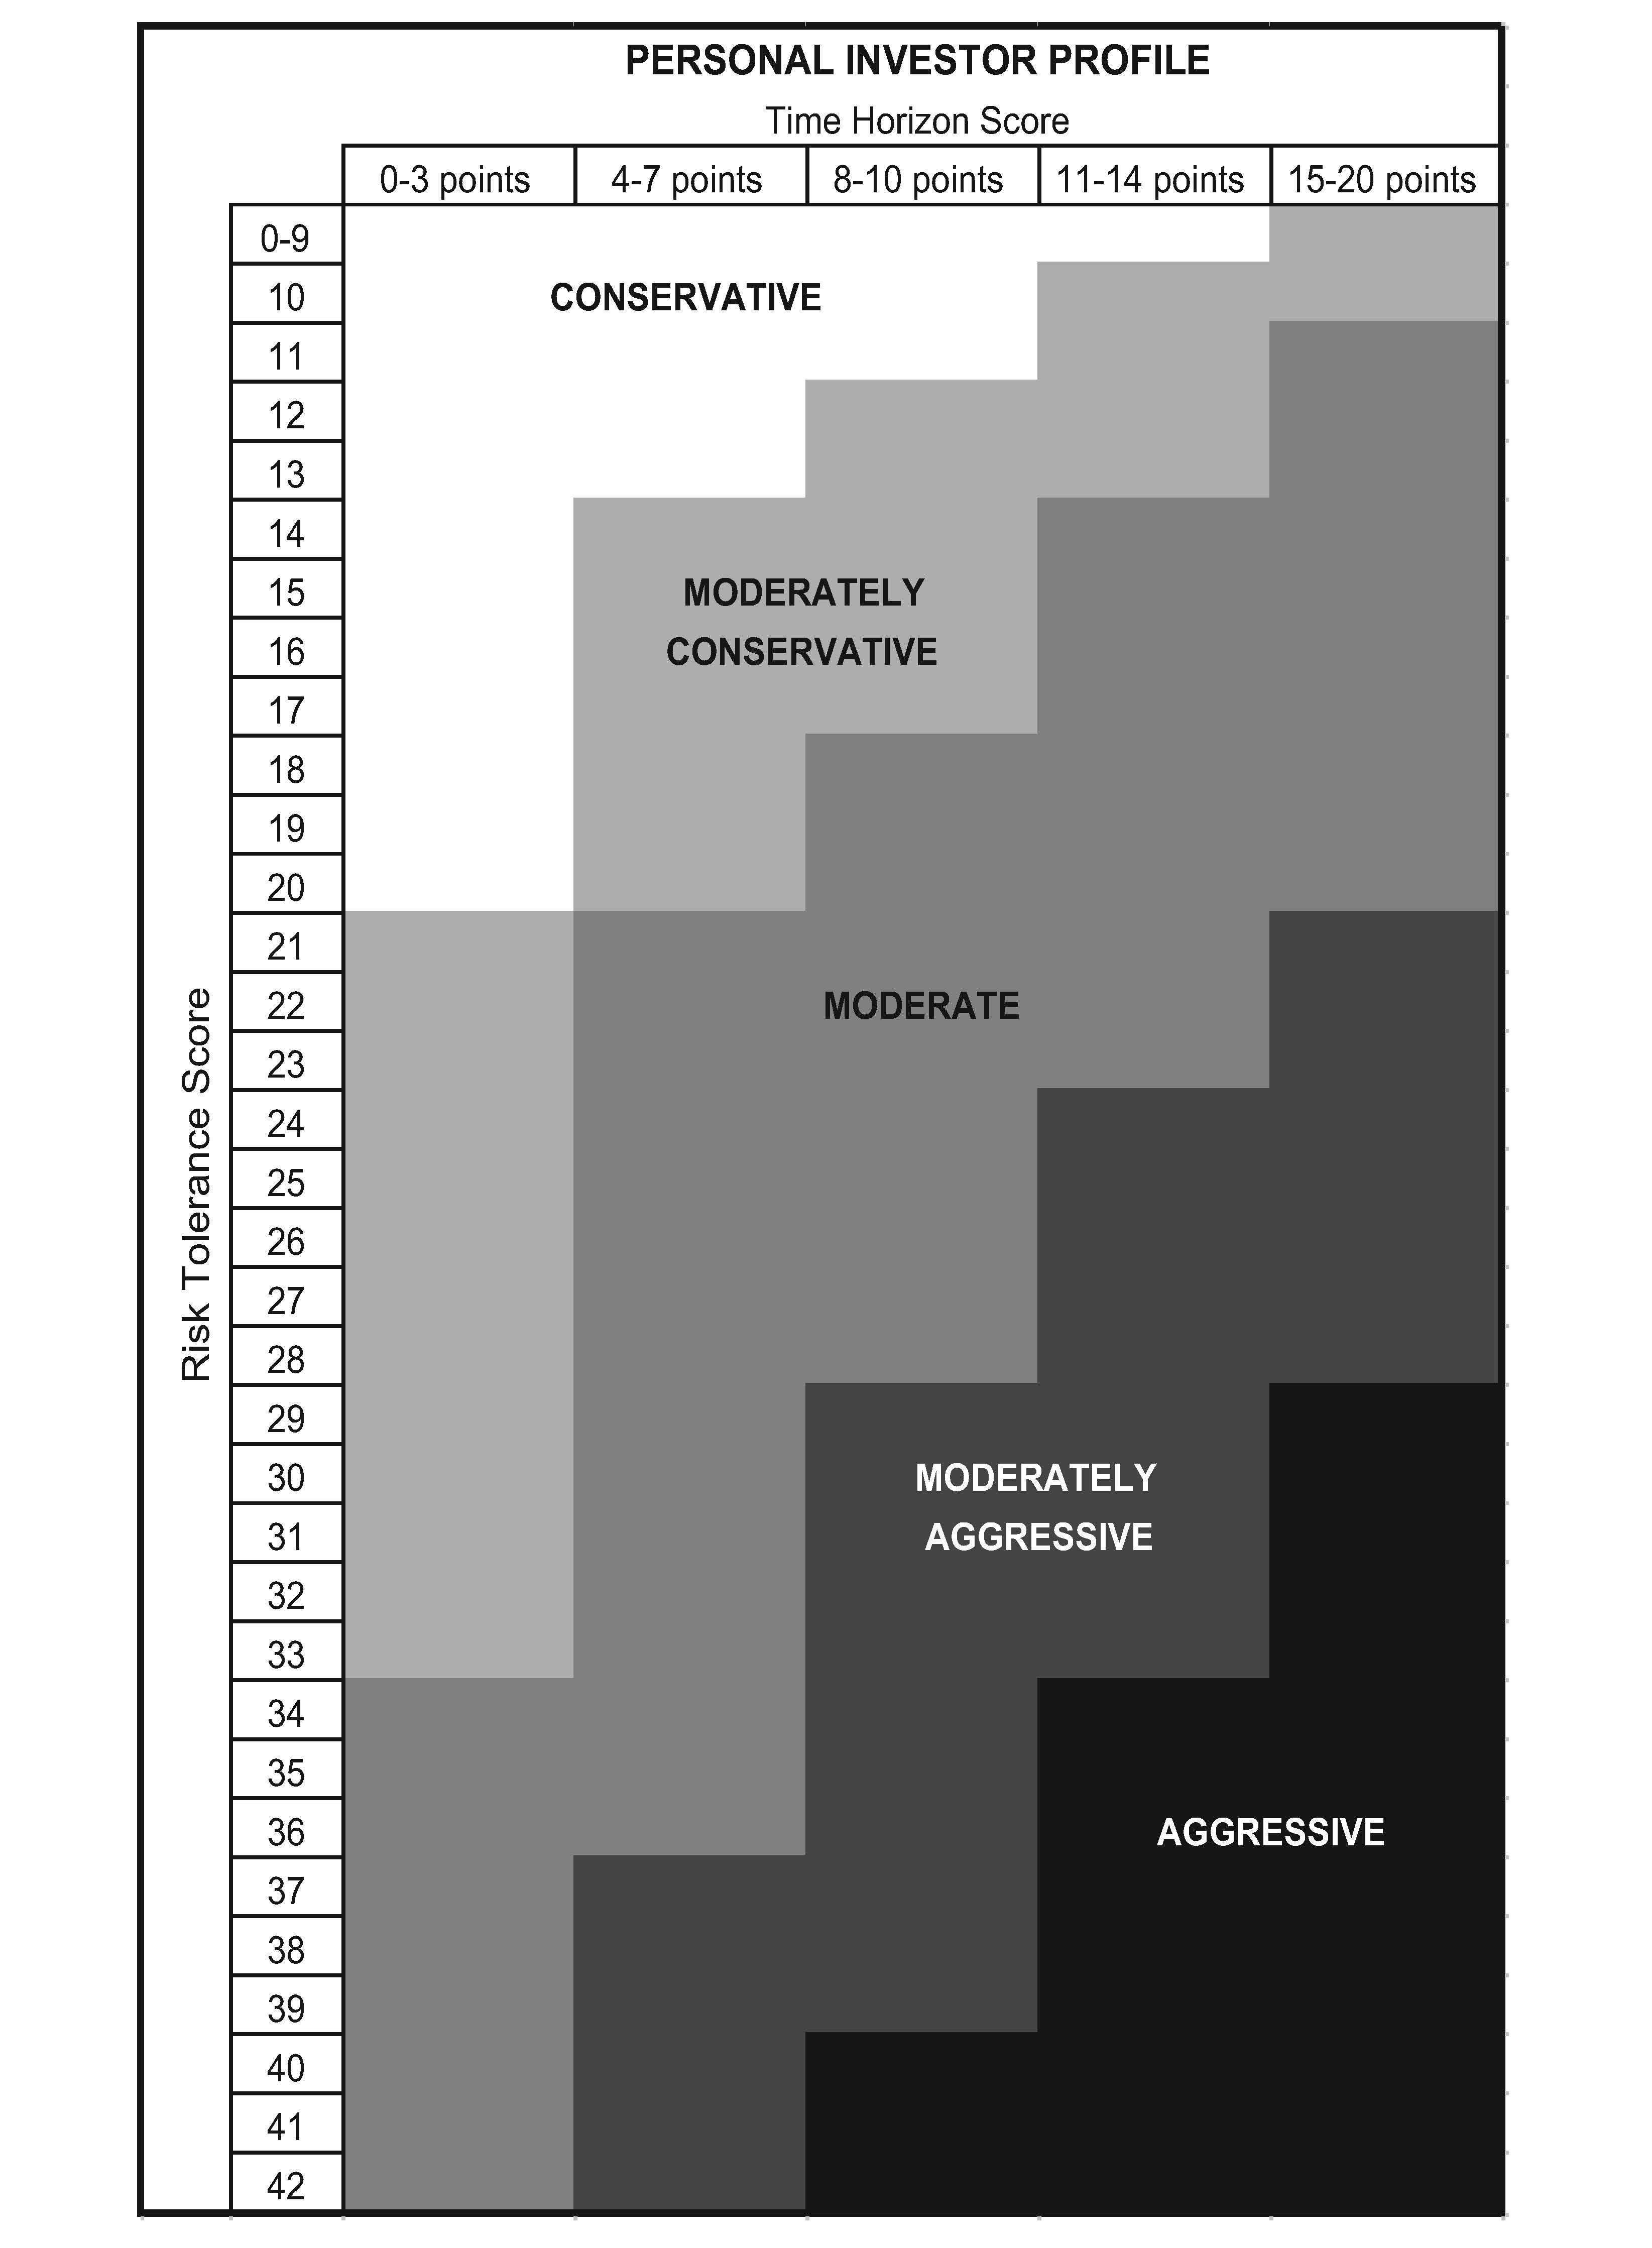 PERSONAL INVESTOR PROFILE
Time Horizon Score
0-3 points 4-7 points 8-10 points 11-14 points 15-20 points
Risk Tolerance Score
0-9
10 CONSERVATIVE
11
12
13
14
15 MODERATELY
16 CONSERVATIVE
17
18
19
20
21
22 MODERATE
23
24
25
26
27
28
29
30 MODERATELY
31 AGGRESSIVE
32
33
34
35
36 AGGRESSIVE
37
38
39
40
41
42